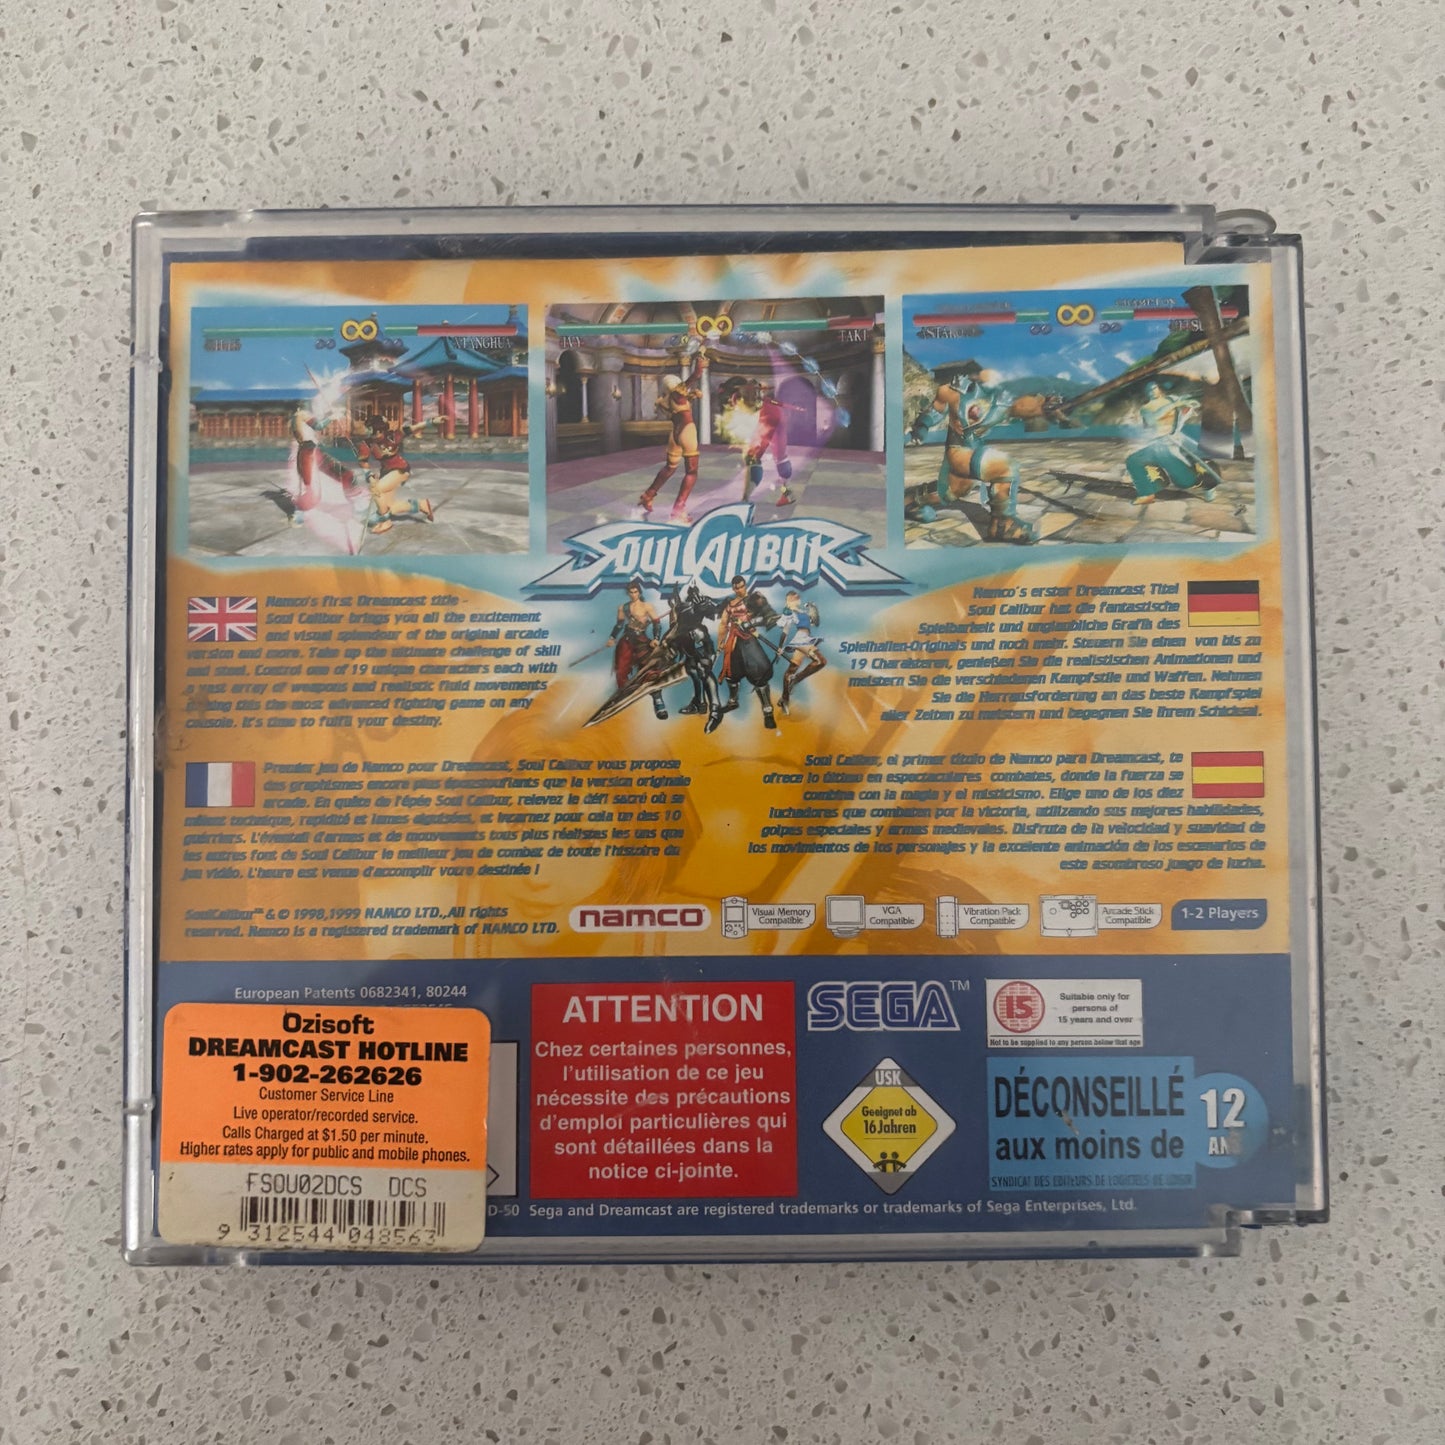 XIANGHUA
IVY
TAKI
SOULCALIBUR
Namco's first Dreamcast title -
Soul Calibur brings you all the excitement
and visual splendour of the original arcade
version and more. Take up the ultimate challenge of skill
and steel. Control one of 19 unique characters each with
a vast array of weapons and realistic fluid movements
this the most advanced fighting game on any
console. It's time to fulfil your destiny.
Namco's erster Dreamcast Titel
Soul Calibur hat die fantastische
Spielbarkeit und unglaubliche Grafik des
Spielhallen-Originals und noch mehr. Steuern Sie einen von bis zu
19 Charakteren, genießen Sie die realistischen Animationen und
meistern Sie die verschiedenen Kampfstile und Waffen. Nehmen
Sie die Herrausforderung an das beste Kampfspiel
aller Zeiten zu meistern und begegnen Sie Ihrem Schicksal.
Premier jeu de Namco pour Dreamcast, Soul Calibur vous propose
des graphismes encore plus époustouflants que la version originale
arcade. En quête de l'épée Soul Calibur, relevez le défi sacré où se
mêlent technique, rapidité et lames aiguisées, et incarnez pour cela un des 10
guerriers. L'éventail d'armes et de mouvements tous plus réalistes les uns que
les autres font de Soul Calibur le meilleur jeu de combat de toute l'histoire du
jeu vidéo. L'heure est venue d'accomplir votre destinée !
Soul Calibur, el primer título de Namco para Dreamcast, te
ofrece lo último en espectaculares combates, donde la fuerza se
combina con la magia y el misticismo. Elige uno de los diez
luchadores que combaten por la victoria, utilizando sus mejores habilidades,
golpes especiales y armas medievales. Disfruta de la velocidad y suavidad de
los movimientos de los personajes y la excelente animación de los escenarios de
este asombroso juego de lucha.
SoulCalibur™ & © 1998,1999 NAMCO LTD.,All rights
reserved. Namco is a registered trademark of NAMCO LTD.
namco
Visual Memory
Compatible
VGA
Compatible
Vibration Pack
Compatible
Arcade Stick
Compatible
1-2 Players
European Patents 0682341, 80244
Ozisoft
DREAMCAST HOTLINE
1-902-262626
Customer Service Line
Live operator/recorded service.
Calls Charged at $1.50 per minute.
Higher rates apply for public and mobile phones.
FSOU02DCS DCS
9 312544 048563
ATTENTION
Chez certaines personnes,
l'utilisation de ce jeu
nécessite des précautions
d'emploi particulières qui
sont détaillées dans la
notice ci-jointe.
SEGA™
USK
Geeignet ab
16 Jahren
15
Suitable only for
persons of
15 years and over
Not to be supplied to any person below that age
DÉCONSEILLÉ
aux moins de
12
ANS
SYNDICAT DES EDITEURS DE LOGICIELS DE LOISIR
D-50 Sega and Dreamcast are registered trademarks or trademarks of Sega Enterprises, Ltd.